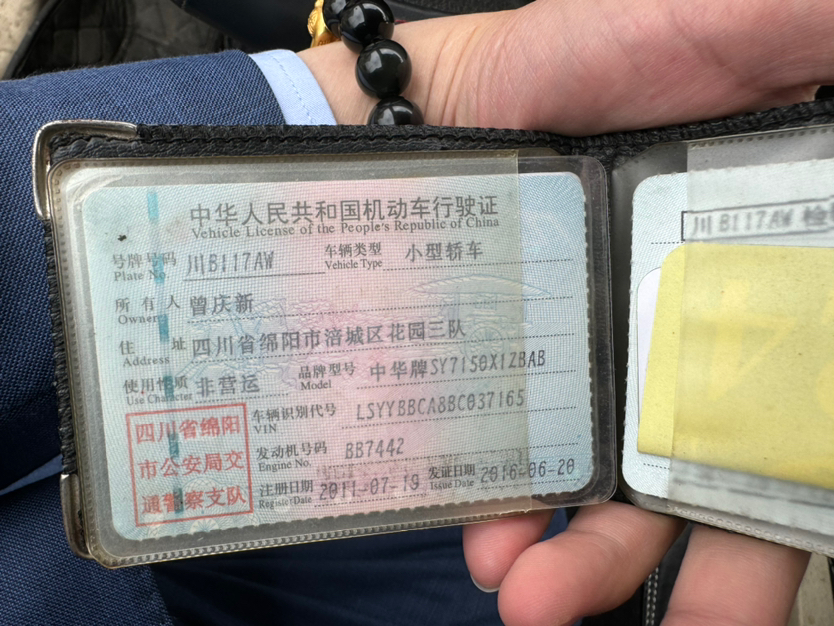 中华人民共和国机动车行驶证
Vehicle License of the People's Republic of China
号牌号码 川B117AW 车辆类型 小型轿车
Plate No. Vehicle Type
所有人 曾庆新
Owner
住址 四川省绵阳市涪城区花园三队
Address
使用性质 非营运 品牌型号 中华牌SY7150X1ZBAB
Use Character Model
车辆识别代号 LSYYBBCA8BC037165
VIN
发动机号码 BB7442
Engine No.
注册日期 2011-07-19 发证日期 2016-06-20
Register Date Issue Date
四川省绵阳
市公安局交
通警察支队
川B117AW 检